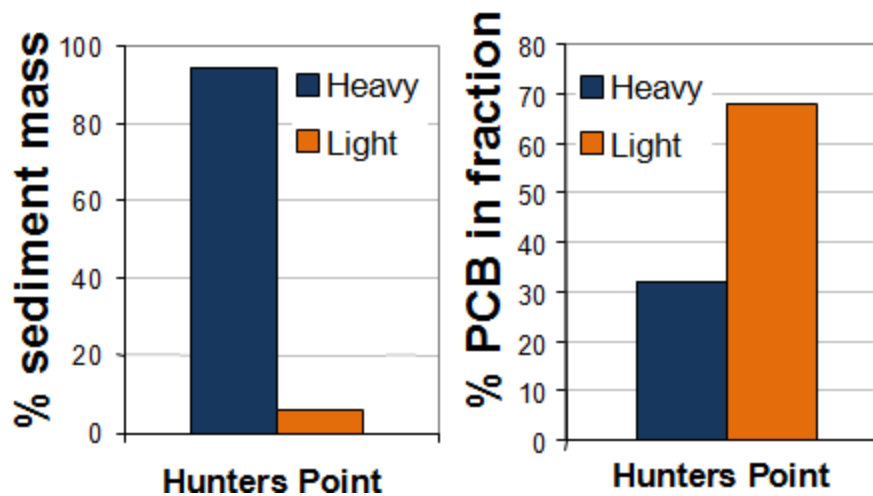 % sediment mass
100
80
60
40
20
0
Heavy
Light
Hunters Point
% PCB in fraction
80
70
60
50
40
30
20
10
0
Heavy
Light
Hunters Point